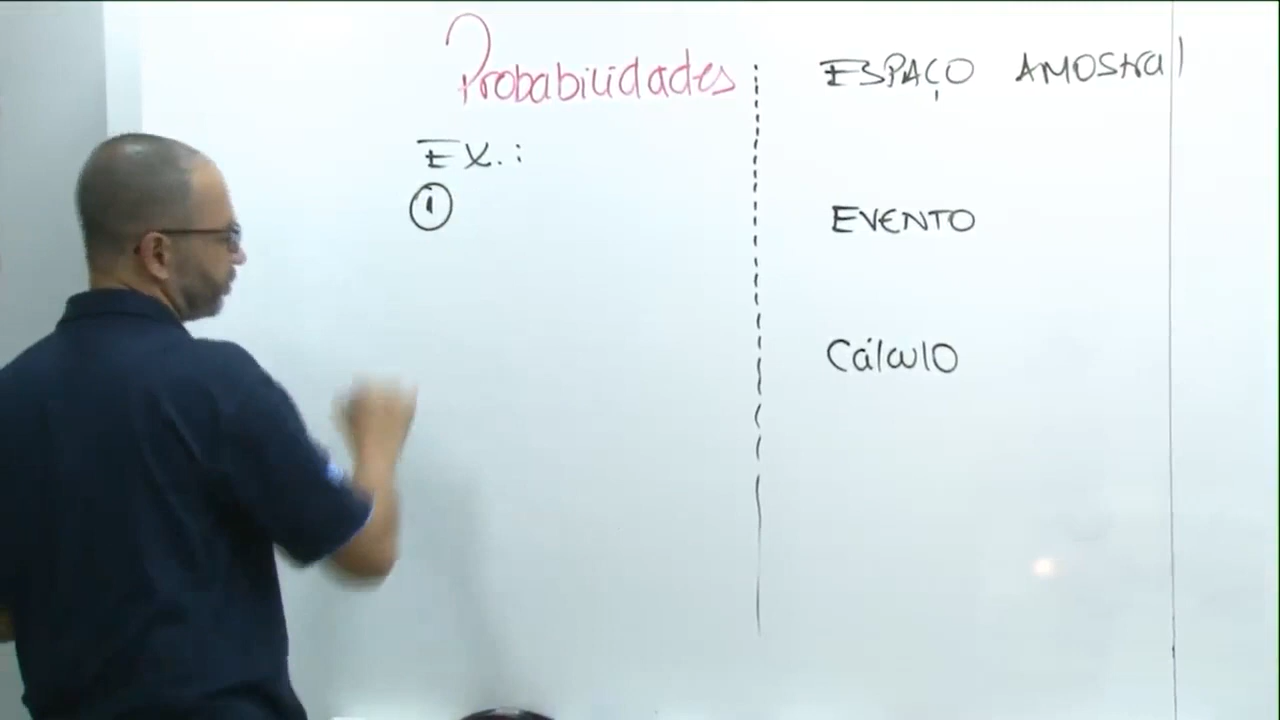 Probabilidades
EX.:
1
ESPAÇO AMOSTRAl
EVENTO
Cálculo